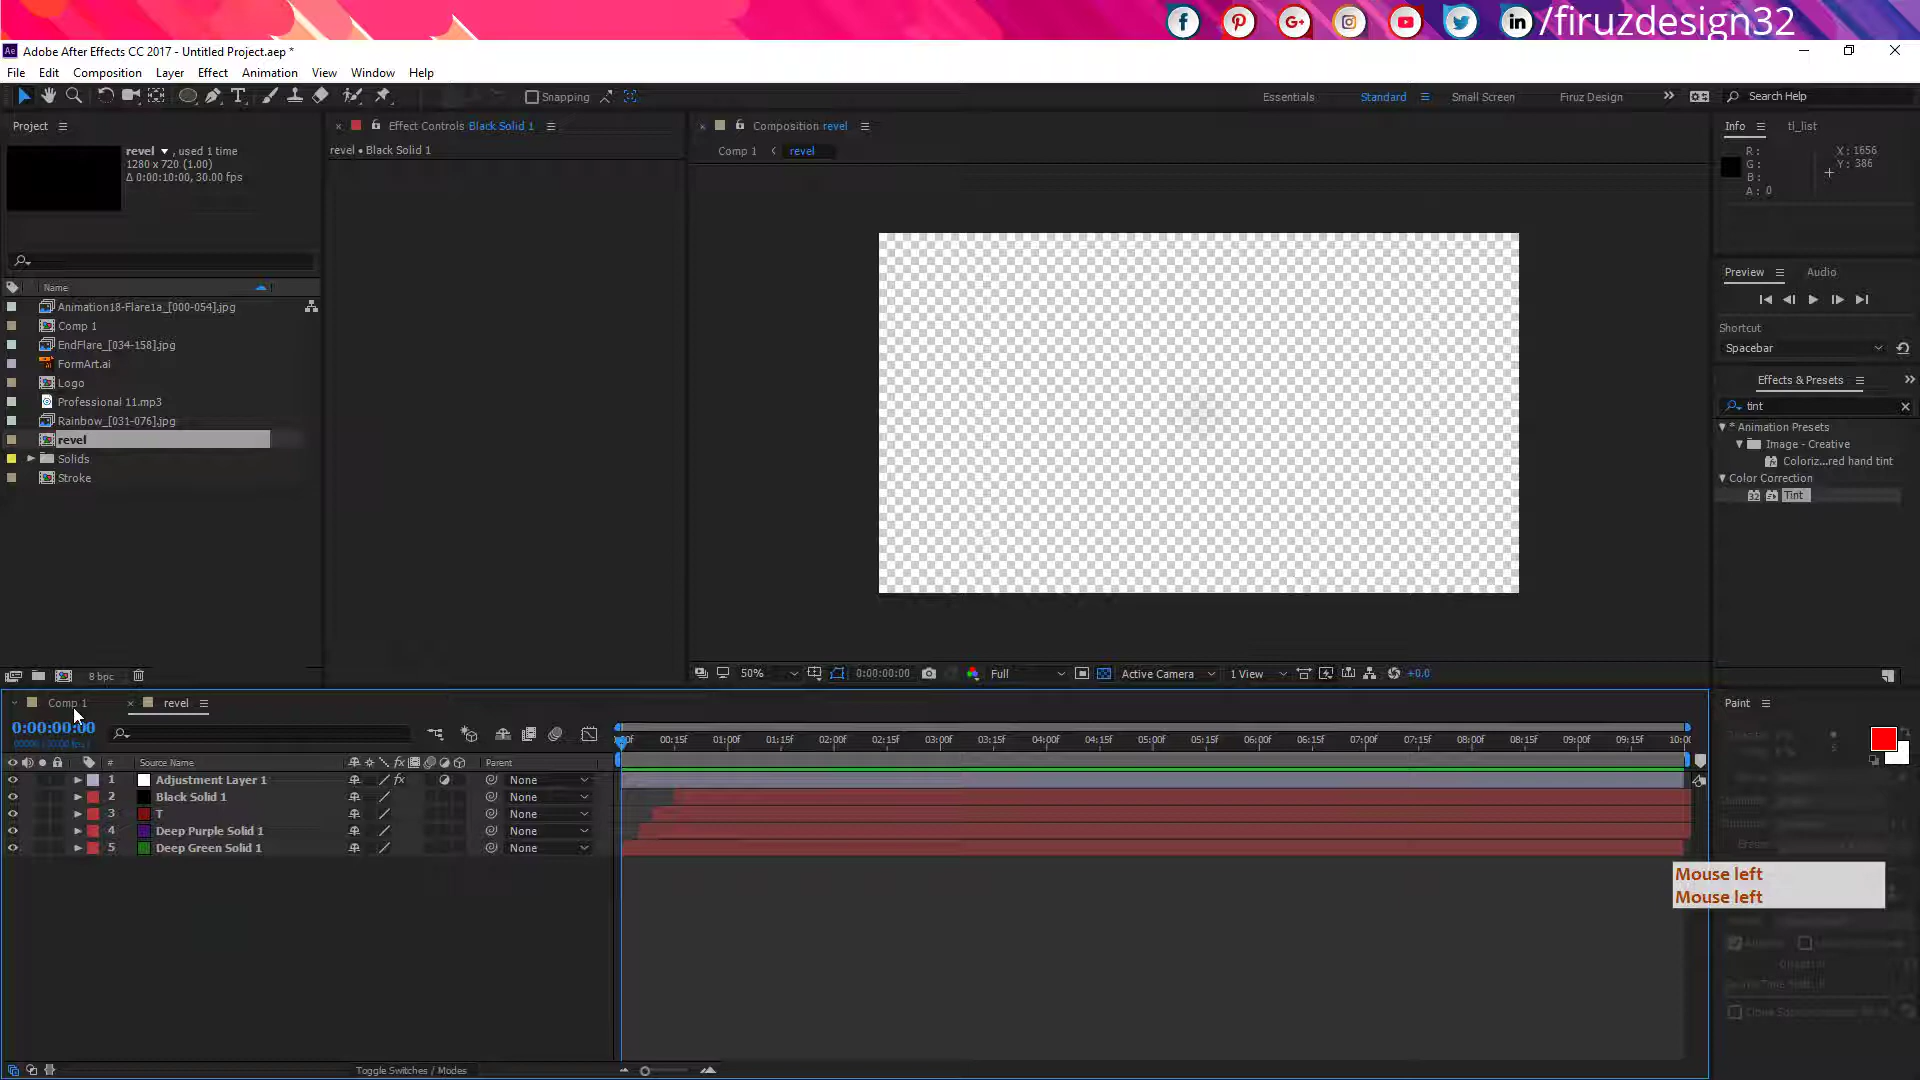 /firuzdesign32
Adobe After Effects CC 2017 - Untitled Project.aep *
File Edit Composition Layer Effect Animation View Window Help
Snapping
Essentials Standard Small Screen Firuz Design
Search Help
Project
revel , used 1 time
1280 x 720 (1.00)
Δ 0:00:10:00, 30.00 fps
Name
Animation18-Flare1a_[000-054].jpg
Comp 1
EndFlare_[034-158].jpg
FormArt.ai
Logo
Professional 11.mp3
Rainbow_[031-076].jpg
revel
Solids
Stroke
8 bpc
Effect Controls Black Solid 1
revel • Black Solid 1
Composition revel
Comp 1 revel
50% 0:00:00:00 Full Active Camera 1 View +0.0
Info tl_list
R: X: 1656
G: Y: 386
B:
A: 0
Preview Audio
Shortcut
Spacebar
Effects & Presets
tint
* Animation Presets
Image - Creative
Coloriz...red hand tint
Color Correction
32 Tint
Comp 1 revel
0:00:00:00
# Source Name Parent
1 Adjustment Layer 1 fx None
2 Black Solid 1 None
3 T None
4 Deep Purple Solid 1 None
5 Deep Green Solid 1 None
00:15f 01:00f 01:15f 02:00f 02:15f 03:00f 03:15f 04:00f 04:15f 05:00f 05:15f 06:00f 06:15f 07:00f 07:15f 08:00f 08:15f 09:00f 09:15f 10:00
Toggle Switches / Modes
Paint
Mouse left
Mouse left